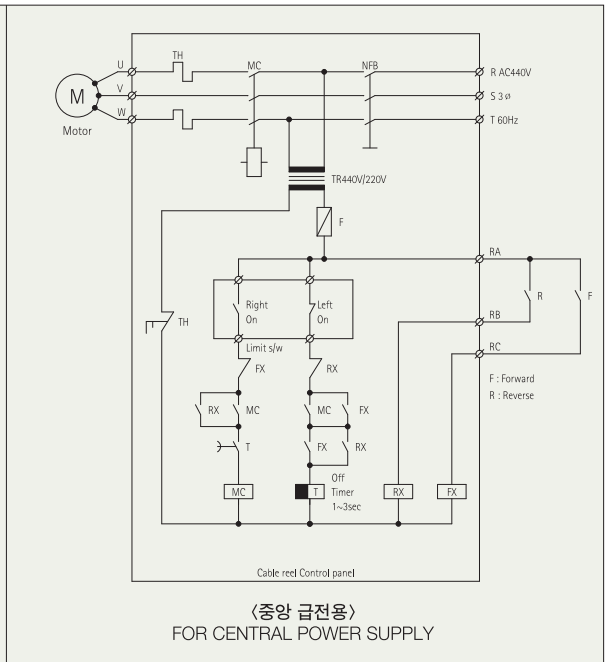 U
TH
MC
NFB
R AC440V
V
S 3 ø
M
W
T 60Hz
Motor
TR440V/220V
F
RA
Right
On
Left
On
R
F
TH
RB
Limit s/w
RC
FX
RX
F : Forward
R : Reverse
RX
MC
MC
FX
T
FX
RX
MC
T
Off
Timer
1~3sec
RX
FX
Cable reel Control panel
〈중앙 급전용〉
FOR CENTRAL POWER SUPPLY